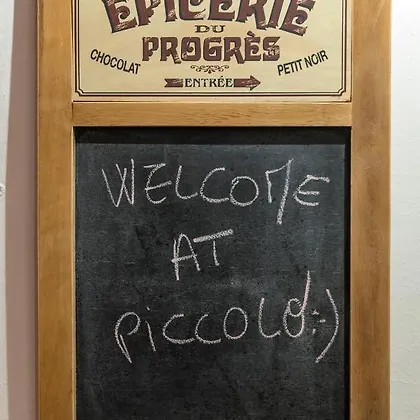 EPICERIE
DU
PROGRÈS
CHOCOLAT
PETIT NOIR
ENTRÉE
WELCOME
AT
PiCCOLO :-)